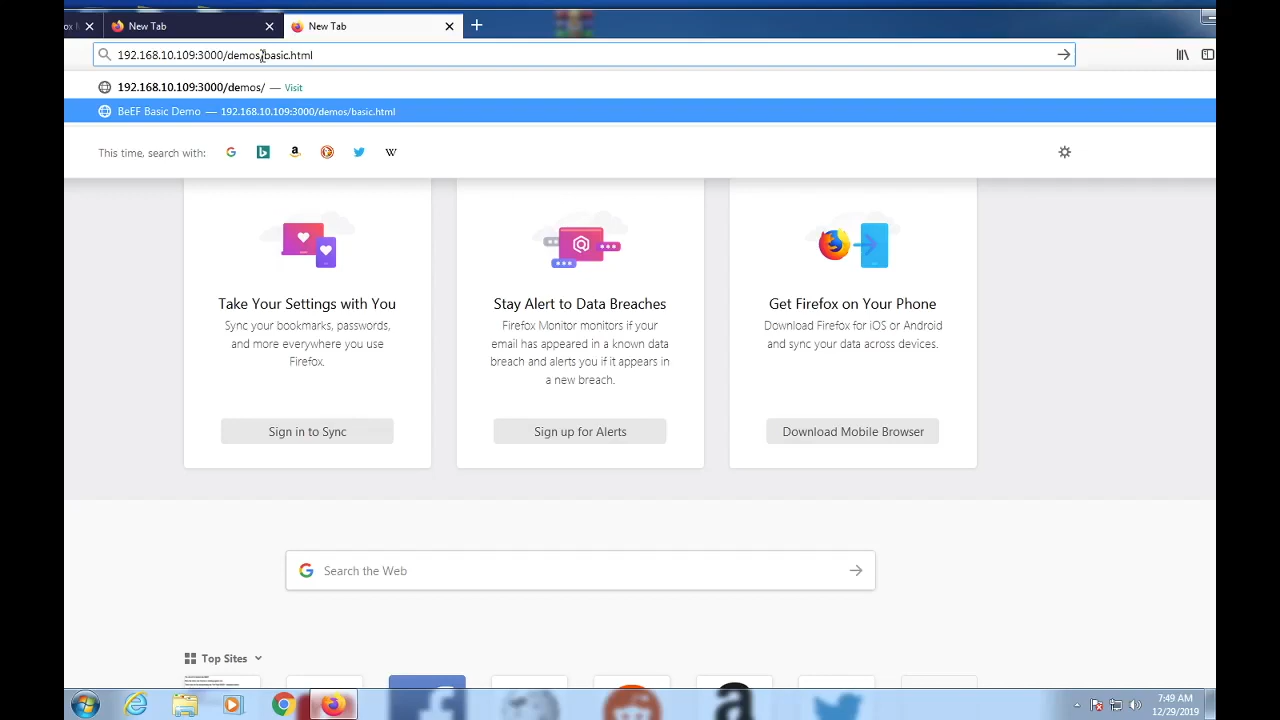 New Tab
New Tab
192.168.10.109:3000/demos/basic.html
192.168.10.109:3000/demos/ — Visit
BeEF Basic Demo — 192.168.10.109:3000/demos/basic.html
This time, search with:
Take Your Settings with You
Sync your bookmarks, passwords,
and more everywhere you use
Firefox.
Sign in to Sync
Stay Alert to Data Breaches
Firefox Monitor monitors if your
email has appeared in a known data
breach and alerts you if it appears in
a new breach.
Sign up for Alerts
Get Firefox on Your Phone
Download Firefox for iOS or Android
and sync your data across devices.
Download Mobile Browser
Search the Web
Top Sites
7:49 AM
12/29/2019